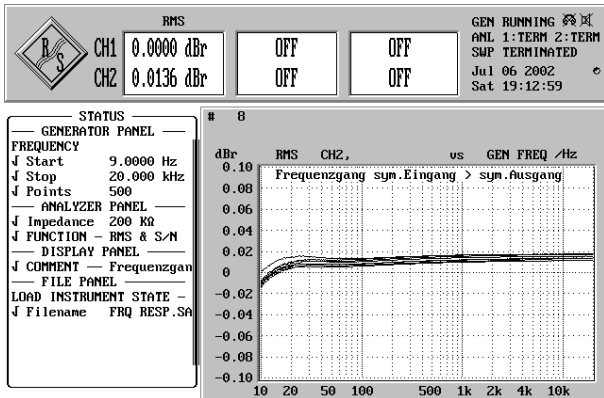 RMS
R/S
CH1 0.0000 dBr OFF OFF
CH2 0.0136 dBr OFF OFF
GEN RUNNING
ANL 1:TERM 2:TERM
SWP TERMINATED
Jul 06 2002
Sat 19:12:59
STATUS
GENERATOR PANEL
FREQUENCY
√ Start 9.0000 Hz
√ Stop 20.000 kHz
√ Points 500
ANALYZER PANEL
√ Impedance 200 KΩ
√ FUNCTION - RMS & S/N
DISPLAY PANEL
√ COMMENT — Frequenzgan
FILE PANEL
LOAD INSTRUMENT STATE -
√ Filename FRQ RESP.SA
# 8
dBr RMS CH2, vs GEN FREQ /Hz
Frequenzgang sym.Eingang > sym.Ausgang
0.10
0.08
0.06
0.04
0.02
0
-0.02
-0.04
-0.06
-0.08
-0.10
10 20 50 100 500 1k 2k 4k 10k